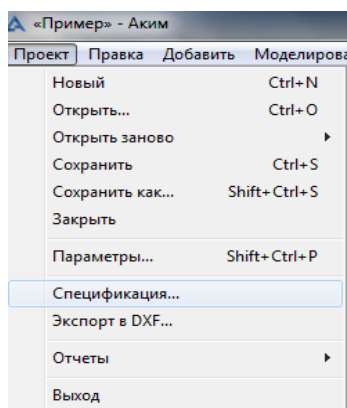 «Пример» - Аким
Проект Правка Добавить Моделирова
Новый Ctrl+N
Открыть... Ctrl+O
Открыть заново
Сохранить Ctrl+S
Сохранить как... Shift+Ctrl+S
Закрыть
Параметры... Shift+Ctrl+P
Спецификация...
Экспорт в DXF...
Отчеты
Выход